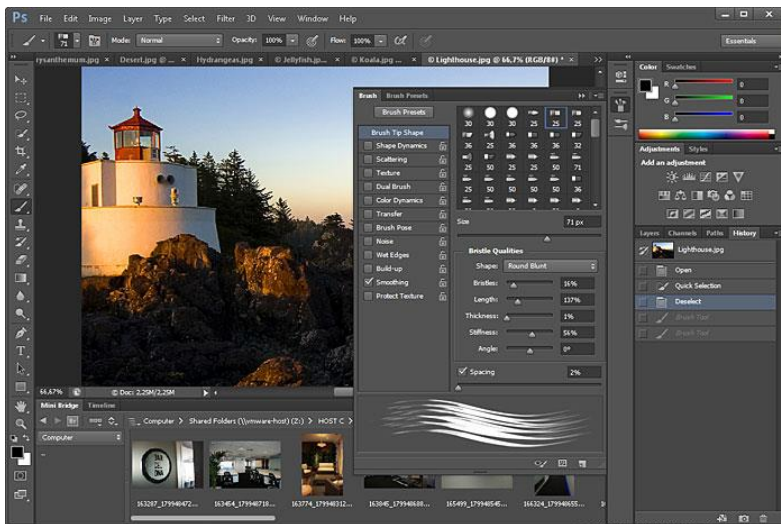 Ps File Edit Image Layer Type Select Filter 3D View Window Help
71 Mode: Normal Opacity: 100% Flow: 100% Essentials
rysanthemum.jpg × Desert.jpg @ ... × Hydrangeas.jpg × © Jellyfish.jp... × © Koala.jpg ... × © Lighthouse.jpg @ 66,7% (RGB/8#) * ×
Brush Brush Presets
Brush Presets
Brush Tip Shape
Shape Dynamics
Scattering
Texture
Dual Brush
Color Dynamics
Transfer
Brush Pose
Noise
Wet Edges
Build-up
Smoothing
Protect Texture
30 30 30 25 25 25
36 25 36 36 36 32
25 25 50 25 50 71
25 50 50 50 50 36
Size 71 px
Bristle Qualities
Shape: Round Blunt
Bristles: 16%
Length: 137%
Thickness: 1%
Stiffness: 56%
Angle: 0°
Spacing 2%
Color Swatches
R 0
G 0
B 0
Adjustments Styles
Add an adjustment
Layers Channels Paths History
Lighthouse.jpg
Open
Quick Selection
Deselect
Brush Tool
Brush Tool
66,67% Doc: 2,25M/2,25M
Mini Bridge Timeline
Computer > Shared Folders (\\vmware-host) (Z:) > HOST C >
Computer
163287_179948472... 163454_179948718... 163774_179948312... 163845_179948688... 165499_179948545... 166324_179948655...